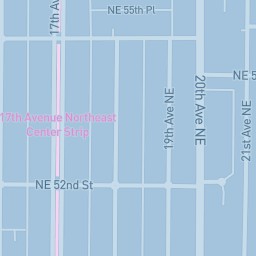 NE 55th Pl
17th Av
NE 5
20th Ave NE
17th Avenue Northeast
Center Strip
19th Ave NE
21st Ave NE
NE 52nd St